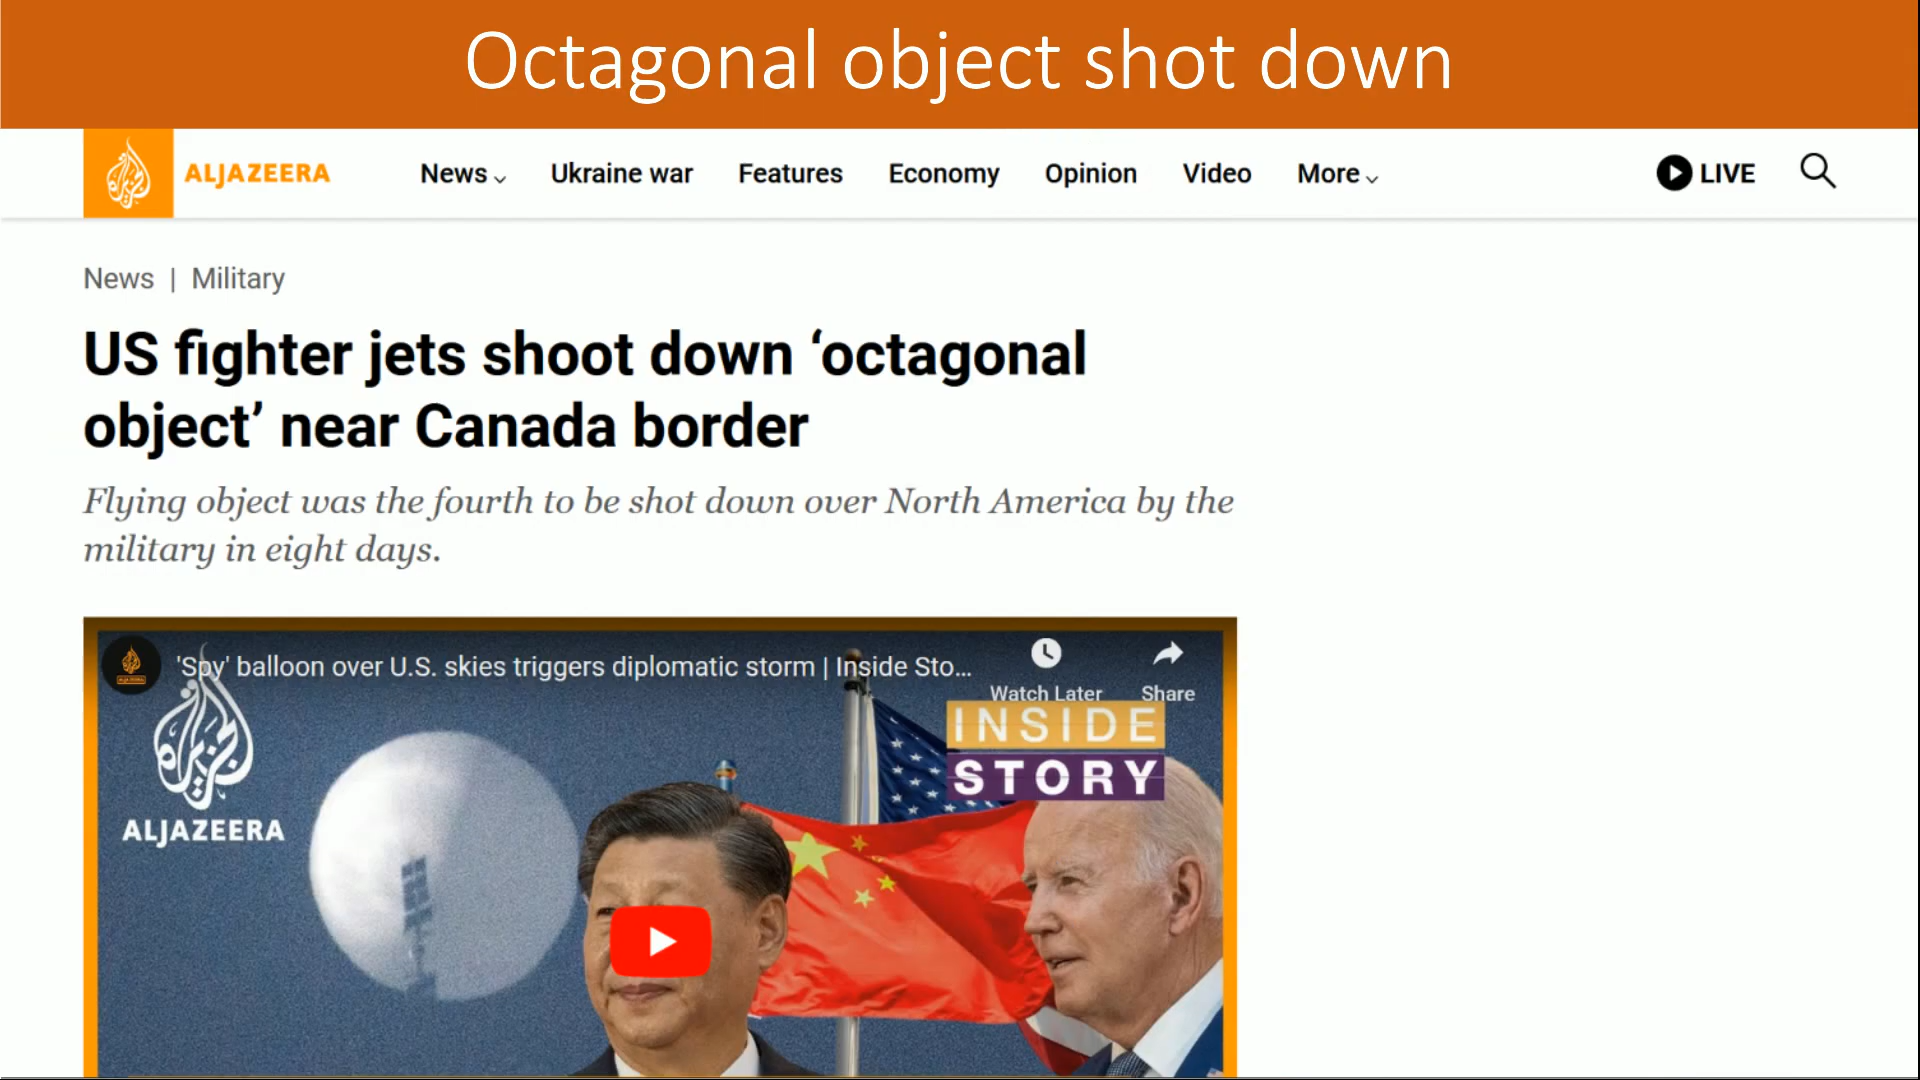 Octagonal object shot down
ALJAZEERA News Ukraine war Features Economy Opinion Video More LIVE
News | Military
US fighter jets shoot down ‘octagonal
object’ near Canada border
Flying object was the fourth to be shot down over North America by the
military in eight days.
'Spy' balloon over U.S. skies triggers diplomatic storm | Inside Sto...
Watch Later Share
INSIDE
STORY
ALJAZEERA